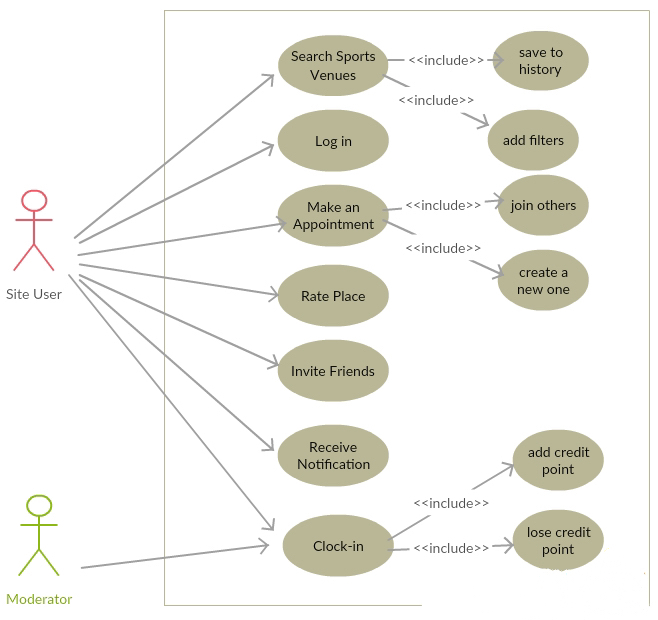 Search Sports
Venues
<<include>>
save to
history
<<include>>
add filters
Log in
Make an
Appointment
<<include>>
join others
<<include>>
create a
new one
Site User
Rate Place
Invite Friends
Receive
Notification
add credit
point
<<include>>
Clock-in
<<include>>
lose credit
point
Moderator